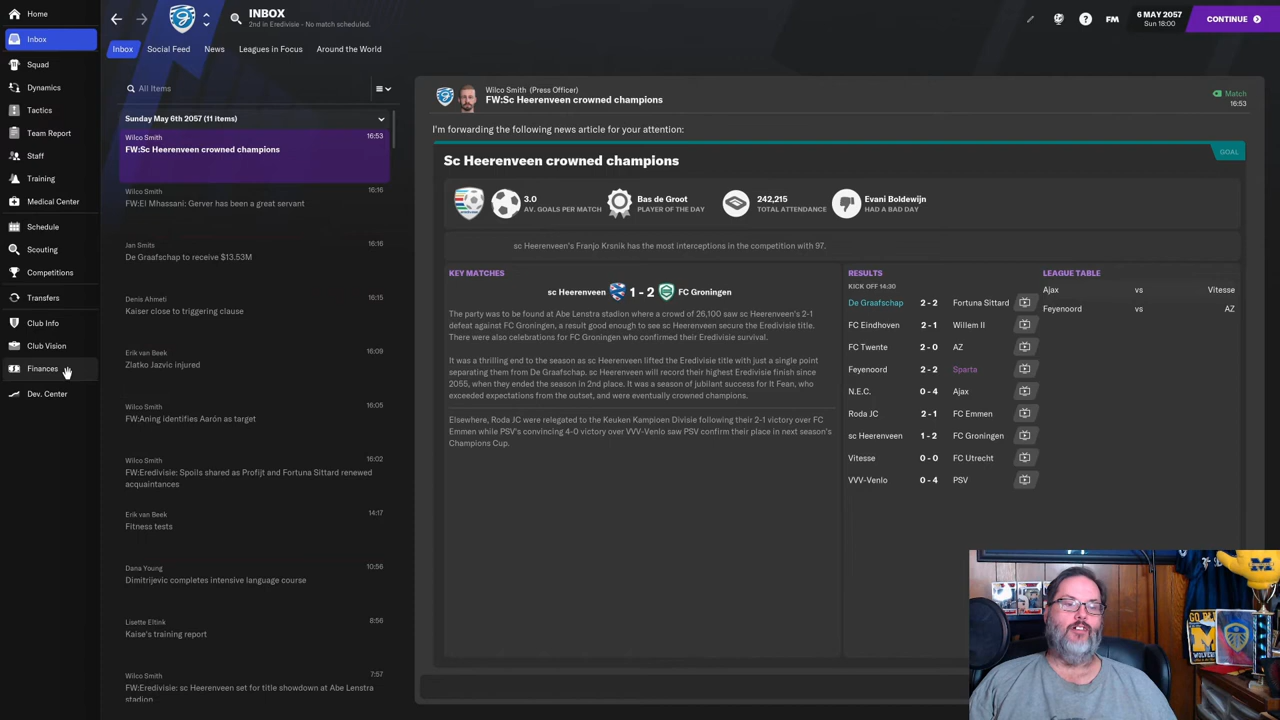 Home
INBOX
2nd in Eredivisie - No match scheduled.
FM
6 MAY 2057
Sun 18:00
CONTINUE
Inbox
Squad
Dynamics
Tactics
Team Report
Staff
Training
Medical Center
Schedule
Scouting
Competitions
Transfers
Club Info
Club Vision
Finances
Dev. Center
Inbox
Social Feed
News
Leagues in Focus
Around the World
All Items
Sunday May 6th 2057 (11 items)
Wilco Smith
16:53
FW:Sc Heerenveen crowned champions
Wilco Smith
16:16
FW:El Mhassani: Gerver has been a great servant
Jan Smits
16:16
De Graafschap to receive $13.53M
Denis Ahmeti
16:15
Kaiser close to triggering clause
Erik van Beek
16:09
Zlatko Jazvic injured
Wilco Smith
16:05
FW:Aning identifies Aarón as target
Wilco Smith
16:02
FW:Eredivisie: Spoils shared as Profijt and Fortuna Sittard renewed
acquaintances
Erik van Beek
14:17
Fitness tests
Dana Young
10:56
Dimitrijevic completes intensive language course
Lisette Eltink
8:56
Kaise's training report
Wilco Smith
7:57
FW:Eredivisie: sc Heerenveen set for title showdown at Abe Lenstra
stadion
Wilco Smith (Press Officer)
FW:Sc Heerenveen crowned champions
Match
16:53
I'm forwarding the following news article for your attention:
Sc Heerenveen crowned champions
GOAL
3.0
AV. GOALS PER MATCH
Bas de Groot
PLAYER OF THE DAY
242,215
TOTAL ATTENDANCE
Evani Boldewijn
HAD A BAD DAY
sc Heerenveen's Franjo Krsnik has the most interceptions in the competition with 97.
KEY MATCHES
sc Heerenveen 1 - 2 FC Groningen
The party was to be found at Abe Lenstra stadion where a crowd of 26,100 saw sc Heerenveen's 2-1
defeat against FC Groningen, a result good enough to see sc Heerenveen secure the Eredivisie title.
There were also celebrations for FC Groningen who confirmed their Eredivisie survival.
It was a thrilling end to the season as sc Heerenveen lifted the Eredivisie title with just a single point
separating them from De Graafschap. sc Heerenveen will record their highest Eredivisie finish since
2055, when they ended the season in 2nd place. It was a season of jubilant success for It Fean, who
exceeded expectations from the outset, and were eventually crowned champions.
Elsewhere, Roda JC were relegated to the Keuken Kampioen Divisie following their 2-1 victory over FC
Emmen while PSV's convincing 4-0 victory over VVV-Venlo saw PSV confirm their place in next season's
Champions Cup.
RESULTS
KICK OFF 14:30
De Graafschap 2 - 2 Fortuna Sittard
FC Eindhoven 2 - 1 Willem II
FC Twente 2 - 0 AZ
Feyenoord 2 - 2 Sparta
N.E.C. 0 - 4 Ajax
Roda JC 2 - 1 FC Emmen
sc Heerenveen 1 - 2 FC Groningen
Vitesse 0 - 0 FC Utrecht
VVV-Venlo 0 - 4 PSV
LEAGUE TABLE
Ajax vs Vitesse
Feyenoord vs AZ